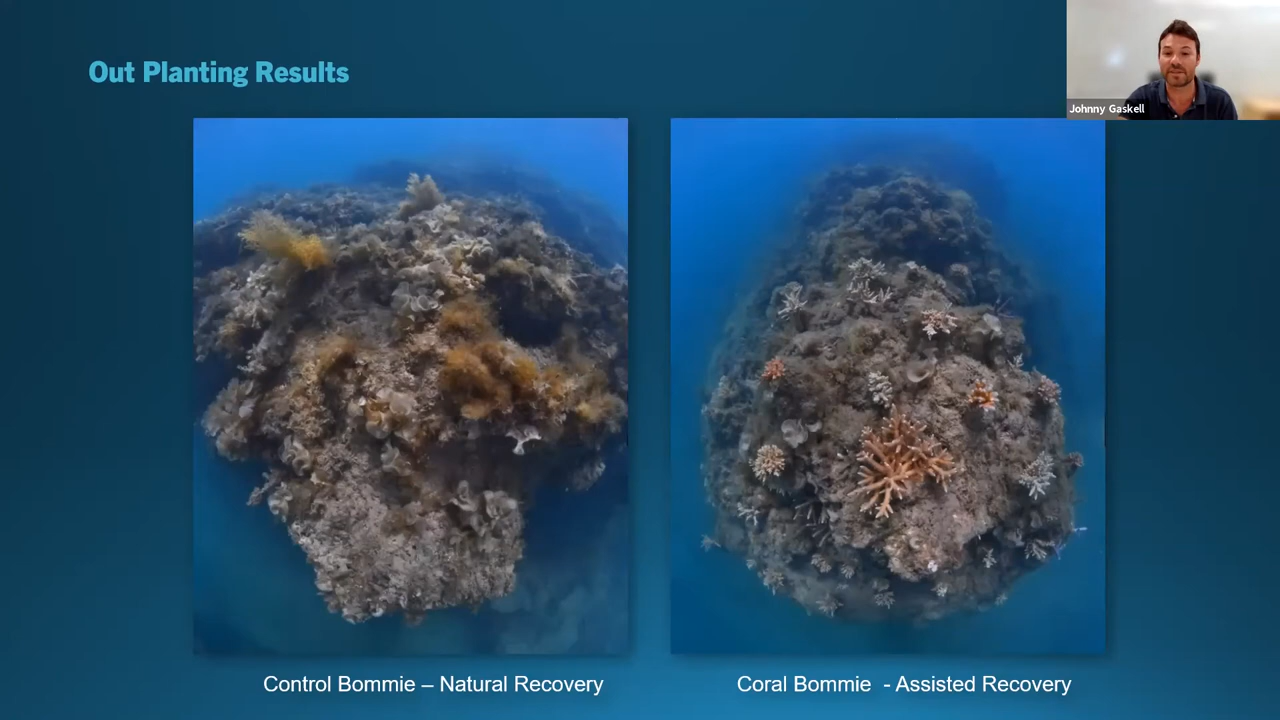 Out Planting Results
Johnny Gaskell
Control Bommie – Natural Recovery
Coral Bommie  - Assisted Recovery